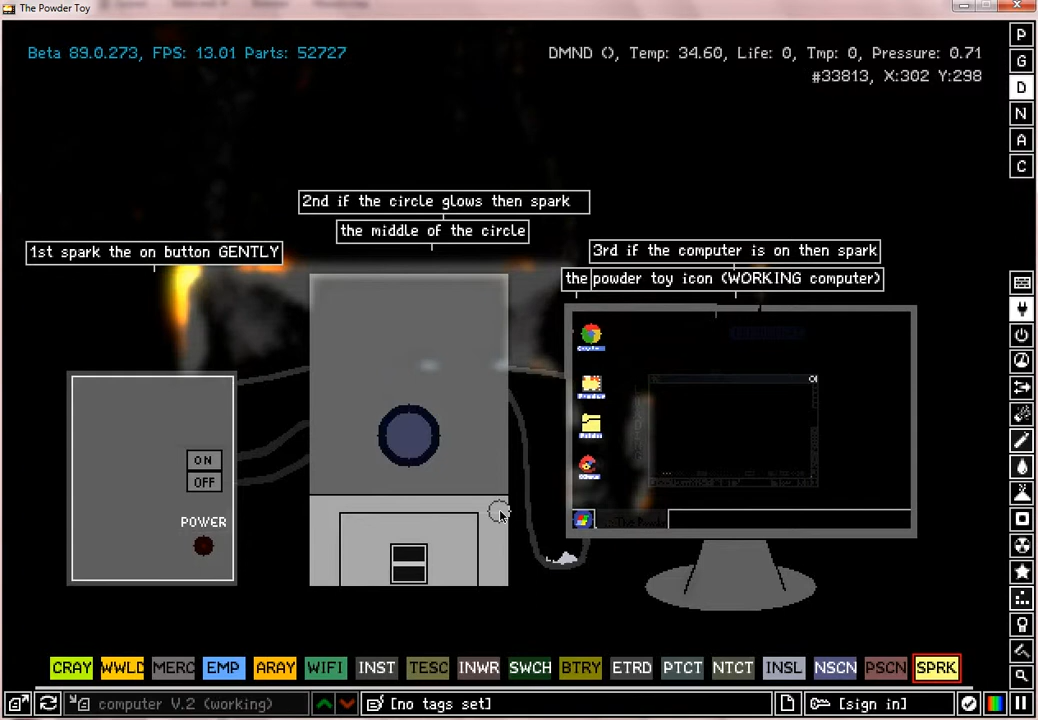 The Powder Toy
Beta 89.0.273, FPS: 13.01 Parts: 52727
DMND (), Temp: 34.60, Life: 0, Tmp: 0, Pressure: 0.71
#33813, X:302 Y:298
P
G
D
N
A
C
2nd if the circle glows then spark
the middle of the circle
1st spark the on button GENTLY
3rd if the computer is on then spark
the powder toy icon (WORKING computer)
ON
OFF
POWER
CRAY WWLD MERC EMP ARAY WIFI INST TESC INWR SWCH BTRY ETRD PTCT NTCT INSL NSCN PSCN SPRK
computer V.2 (working) [no tags set] [sign in]